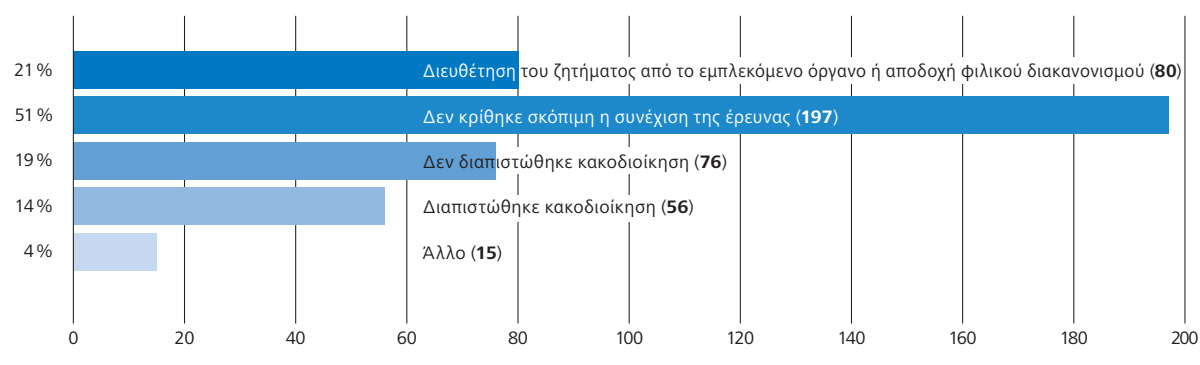 21 % Διευθέτηση του ζητήματος από το εμπλεκόμενο όργανο ή αποδοχή φιλικού διακανονισμού (80)
51 % Δεν κρίθηκε σκόπιμη η συνέχιση της έρευνας (197)
19 % Δεν διαπιστώθηκε κακοδιοίκηση (76)
14 % Διαπιστώθηκε κακοδιοίκηση (56)
4 % Άλλο (15)
0 20 40 60 80 100 120 140 160 180 200